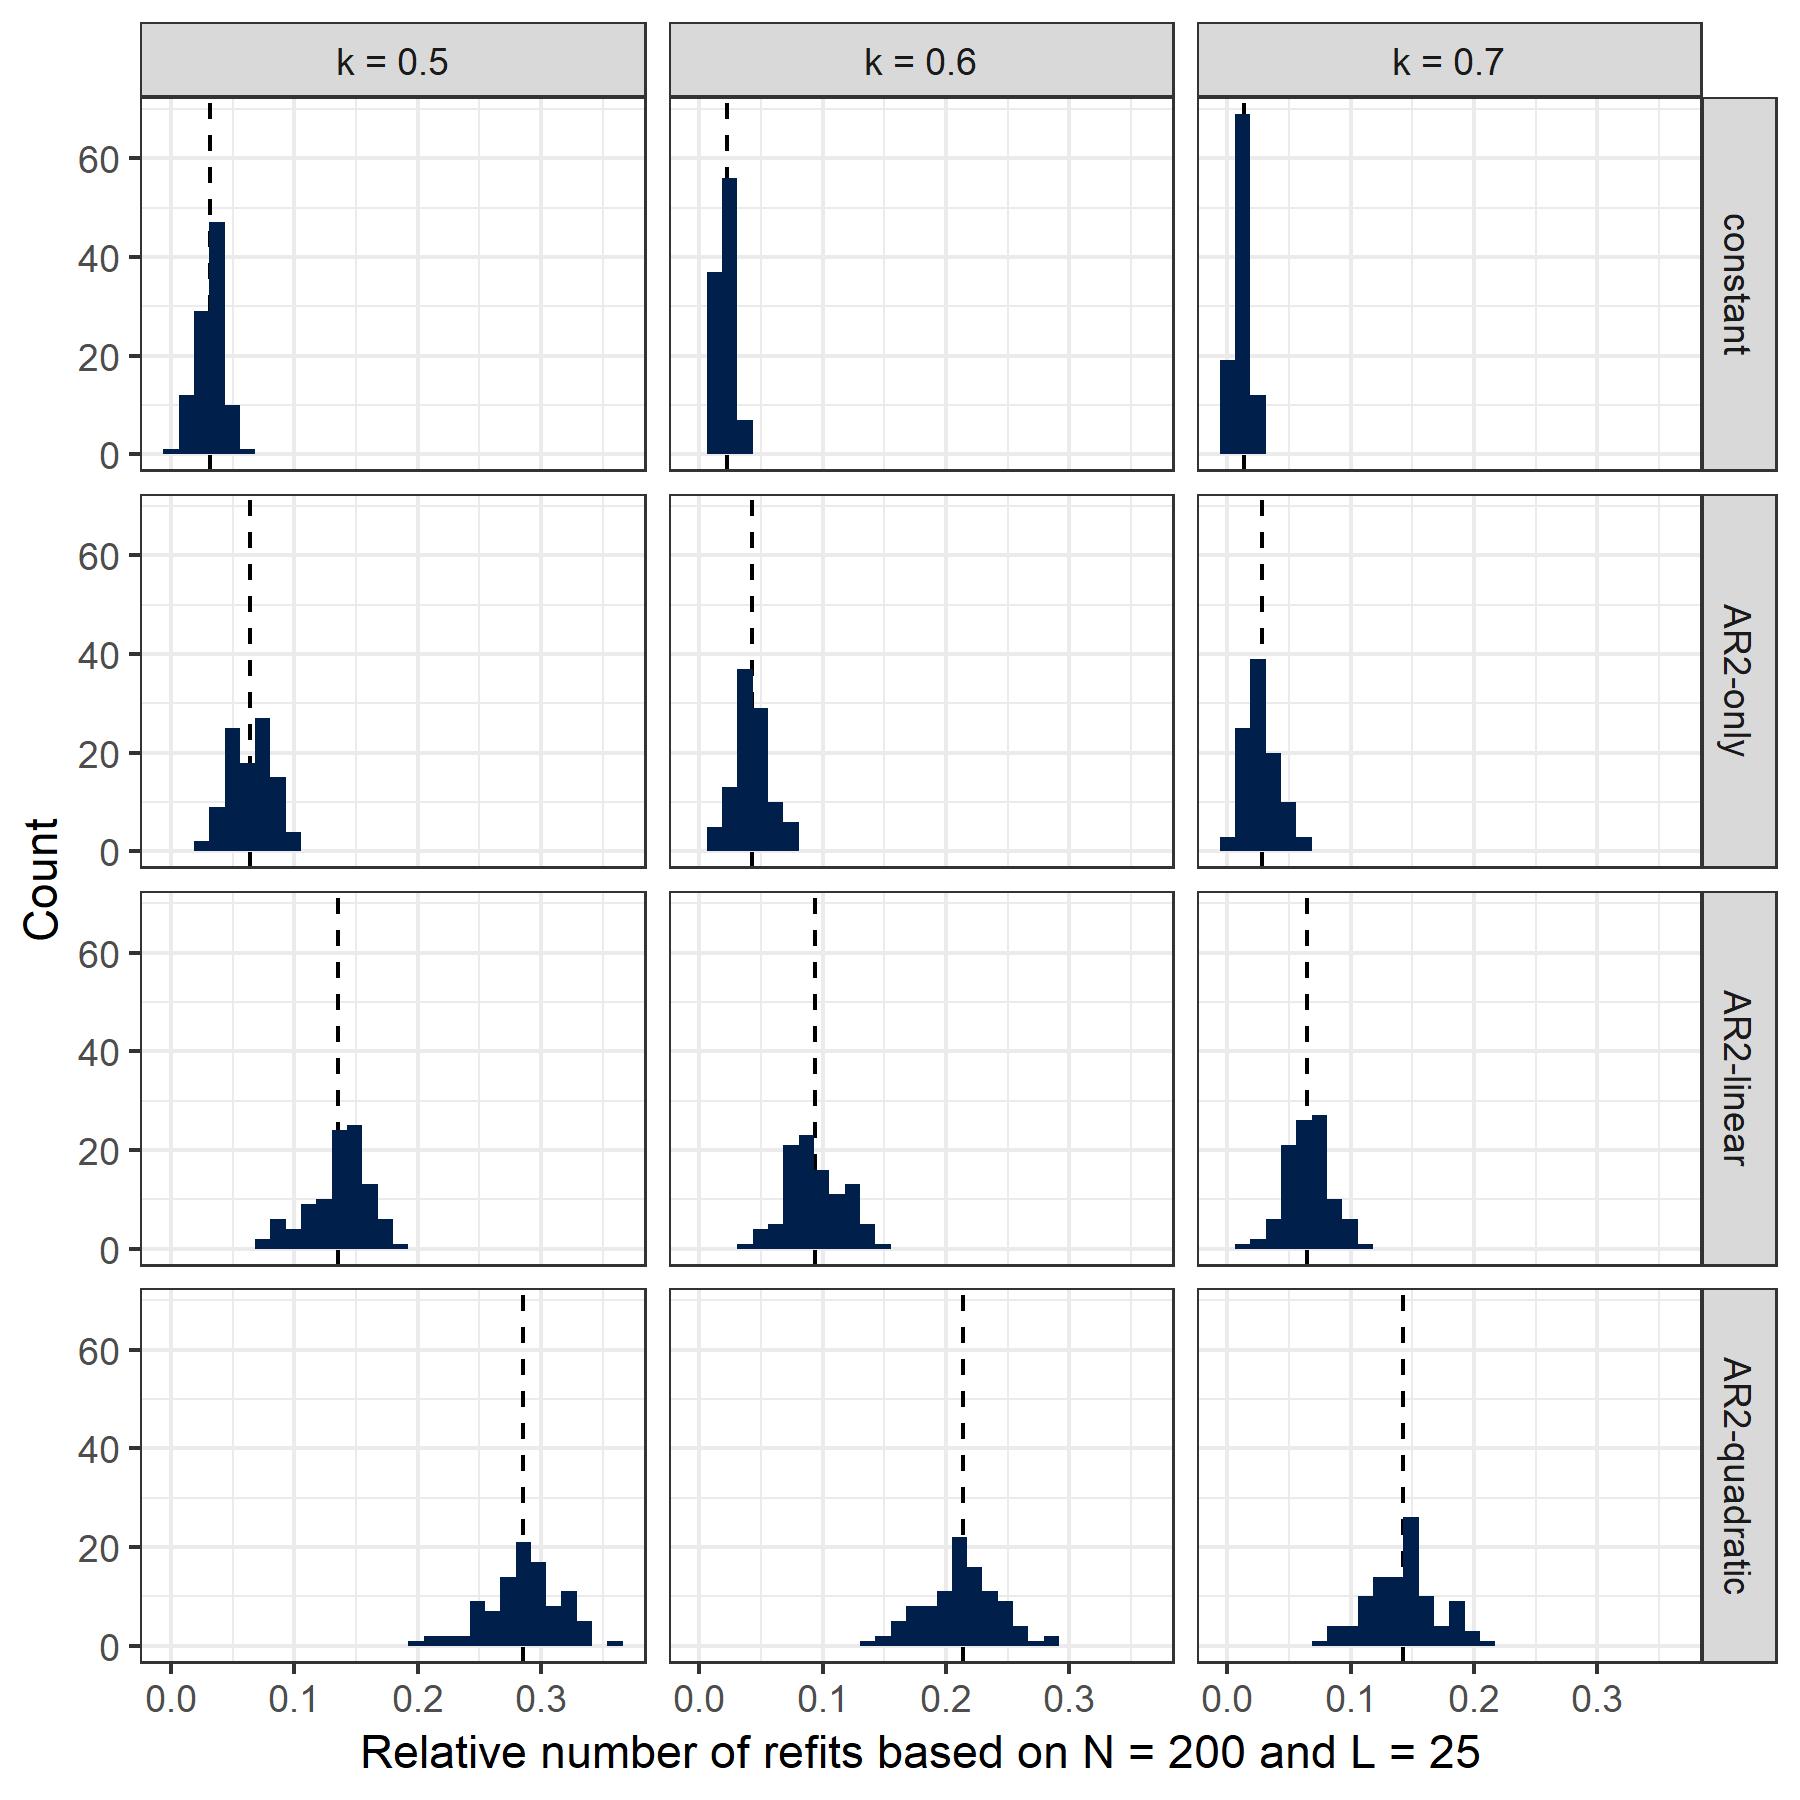 k = 0.5
k = 0.6
k = 0.7
60
40
20
0
constant
60
40
20
0
AR2-only
Count
60
40
20
0
AR2-linear
60
40
20
0
AR2-quadratic
0.0 0.1 0.2 0.3
0.0 0.1 0.2 0.3
0.0 0.1 0.2 0.3
Relative number of refits based on N = 200 and L = 25